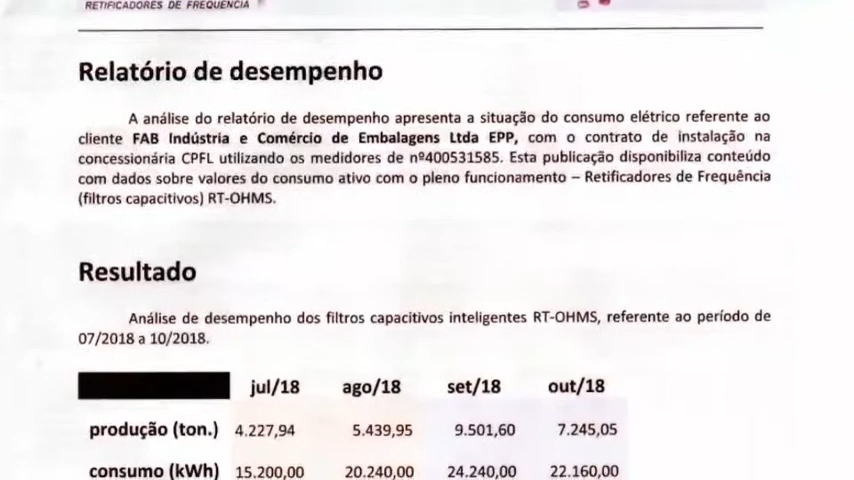 RETIFICADORES DE FREQUÊNCIA
Relatório de desempenho
A análise do relatório de desempenho apresenta a situação do consumo elétrico referente ao
cliente FAB Indústria e Comércio de Embalagens Ltda EPP, com o contrato de instalação na
concessionária CPFL utilizando os medidores de nº400531585. Esta publicação disponibiliza conteúdo
com dados sobre valores do consumo ativo com o pleno funcionamento – Retificadores de Frequência
(filtros capacitivos) RT-OHMS.
Resultado
Análise de desempenho dos filtros capacitivos inteligentes RT-OHMS, referente ao período de
07/2018 a 10/2018.
jul/18 ago/18 set/18 out/18
produção (ton.) 4.227,94 5.439,95 9.501,60 7.245,05
consumo (kWh) 15.200,00 20.240,00 24.240,00 22.160,00